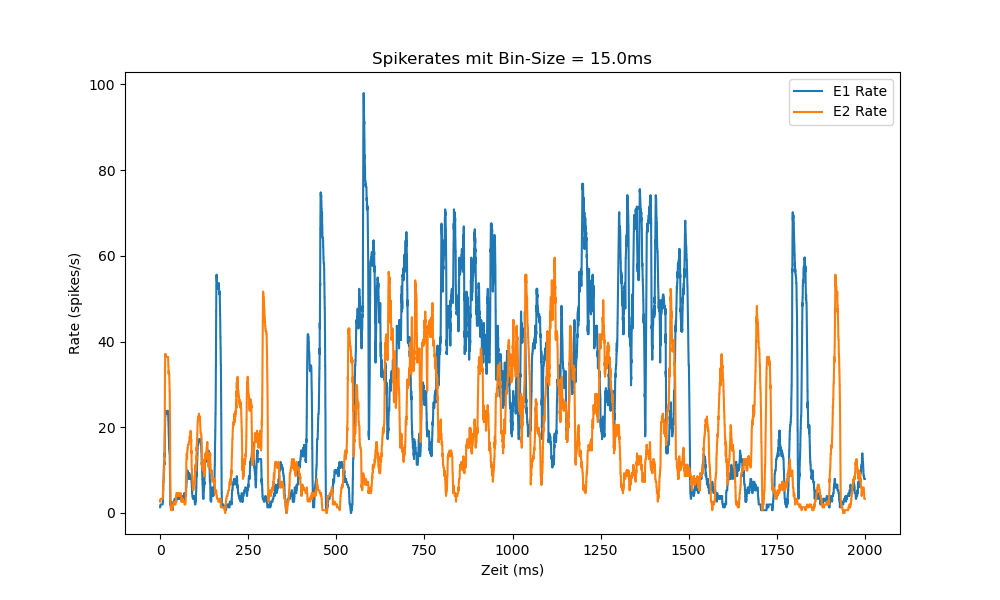 Spikerates mit Bin-Size = 15.0ms
E1 Rate
E2 Rate
Rate (spikes/s)
100
80
60
40
20
0
0 250 500 750 1000 1250 1500 1750 2000
Zeit (ms)